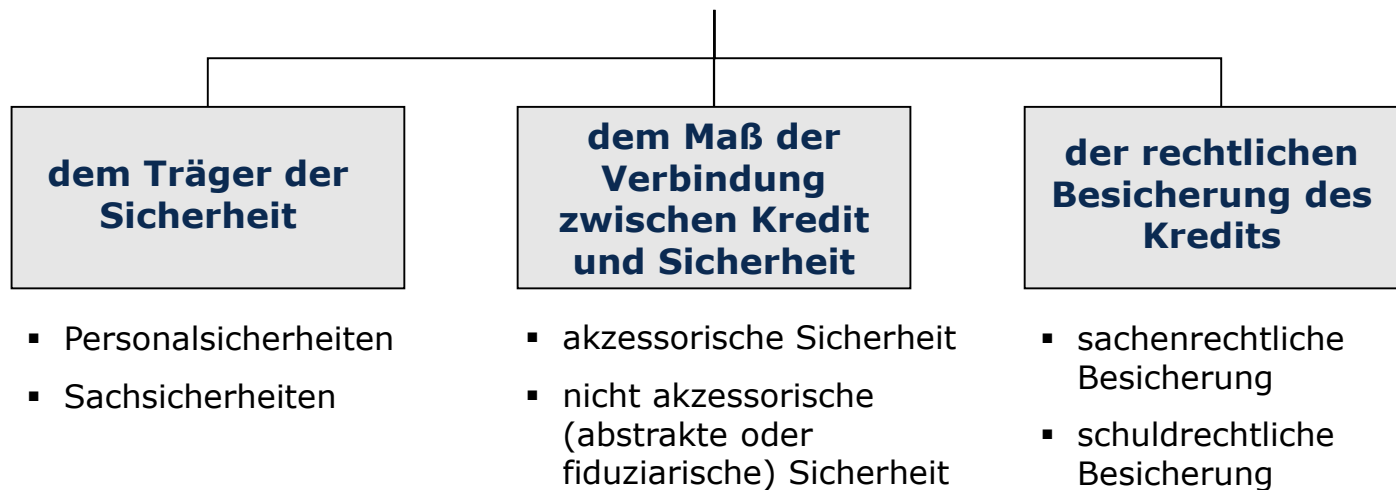 dem Träger der
Sicherheit
▪ Personalsicherheiten
▪ Sachsicherheiten
dem Maß der
Verbindung
zwischen Kredit
und Sicherheit
▪ akzessorische Sicherheit
▪ nicht akzessorische
(abstrakte oder
fiduziarische) Sicherheit
der rechtlichen
Besicherung des
Kredits
▪ sachenrechtliche
Besicherung
▪ schuldrechtliche
Besicherung